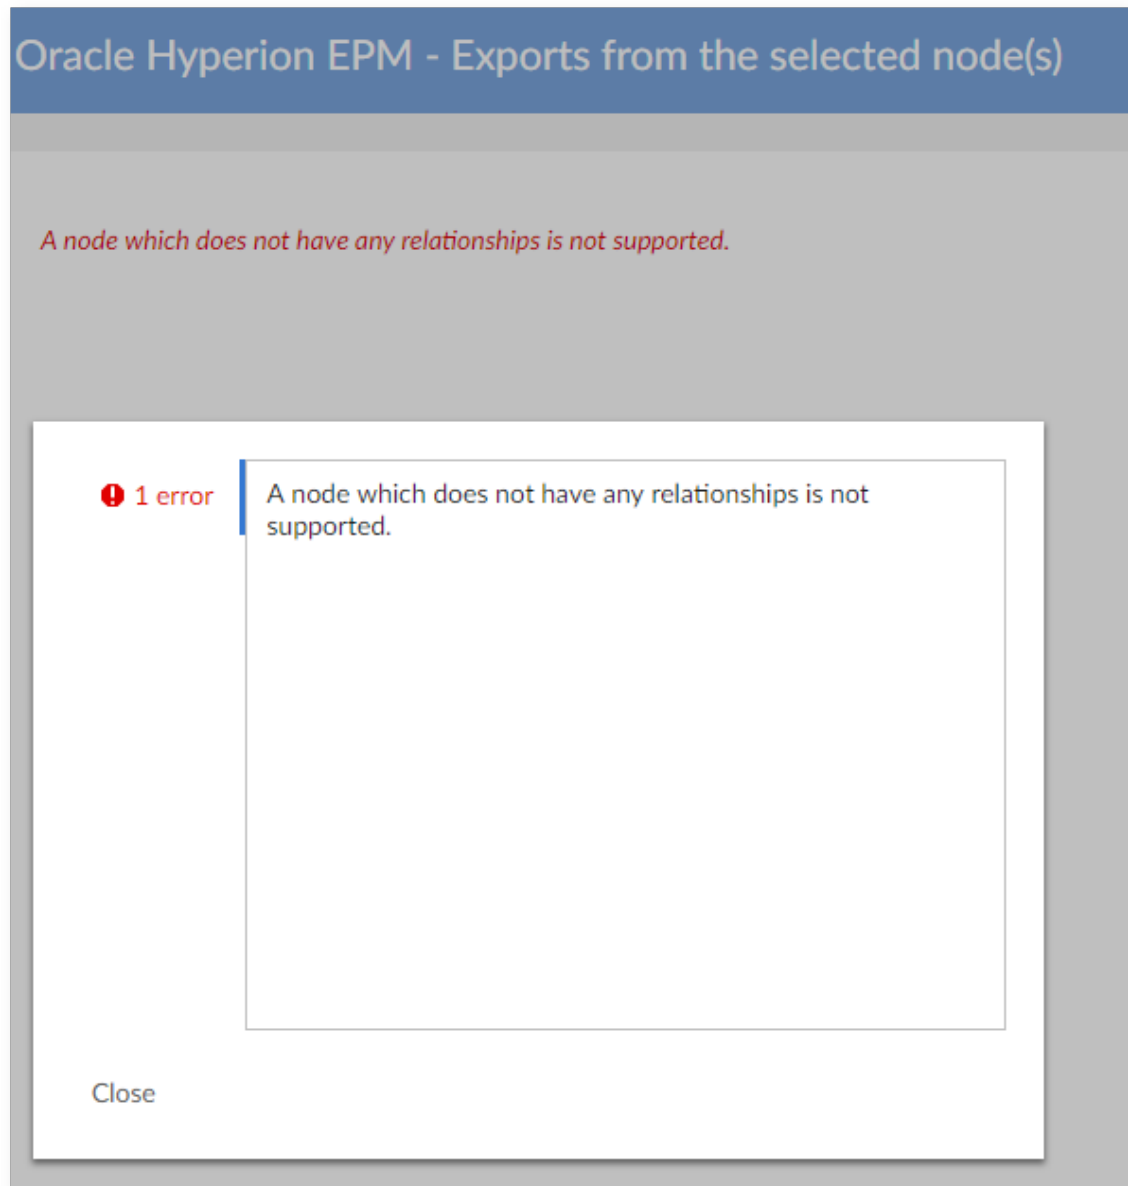 Oracle Hyperion EPM - Exports from the selected node(s)
A node which does not have any relationships is not supported.
1 error
A node which does not have any relationships is not
supported.
Close